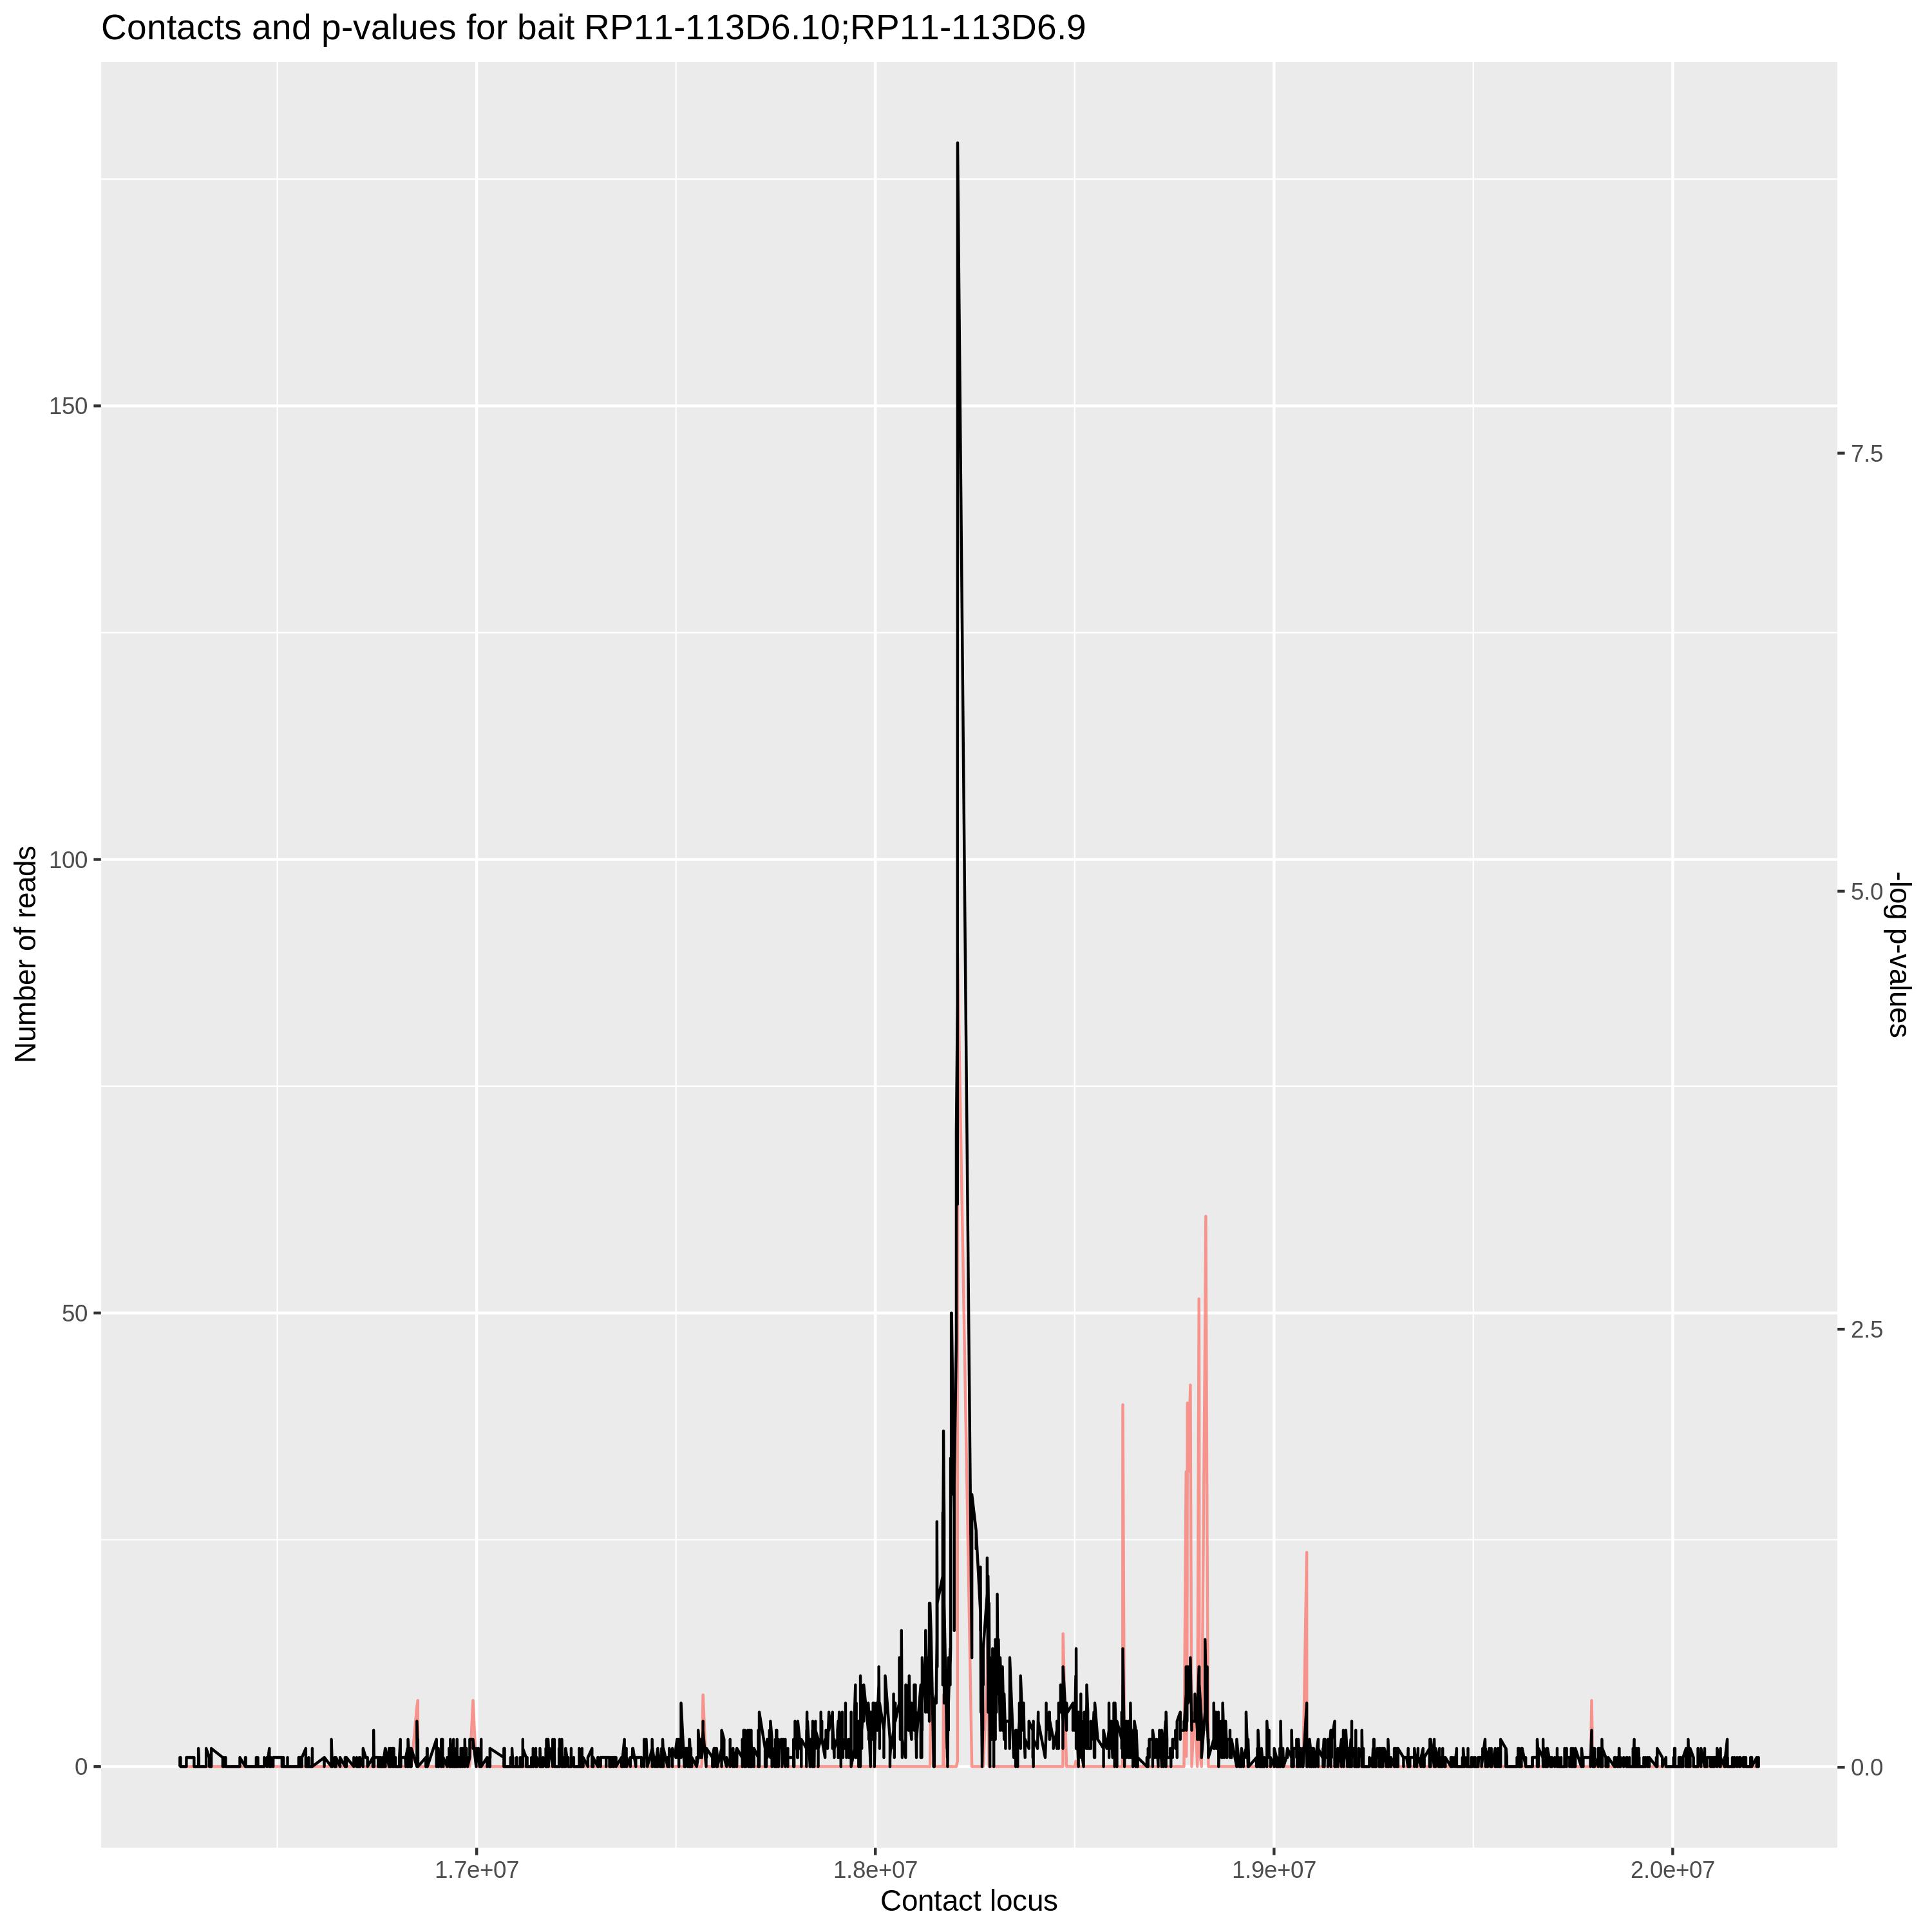 Contacts and p-values for bait RP11-113D6.10;RP11-113D6.9
150
100
50
0
Number of reads
7.5
5.0
2.5
0.0
-log p-values
1.7e+07
1.8e+07
1.9e+07
2.0e+07
Contact locus